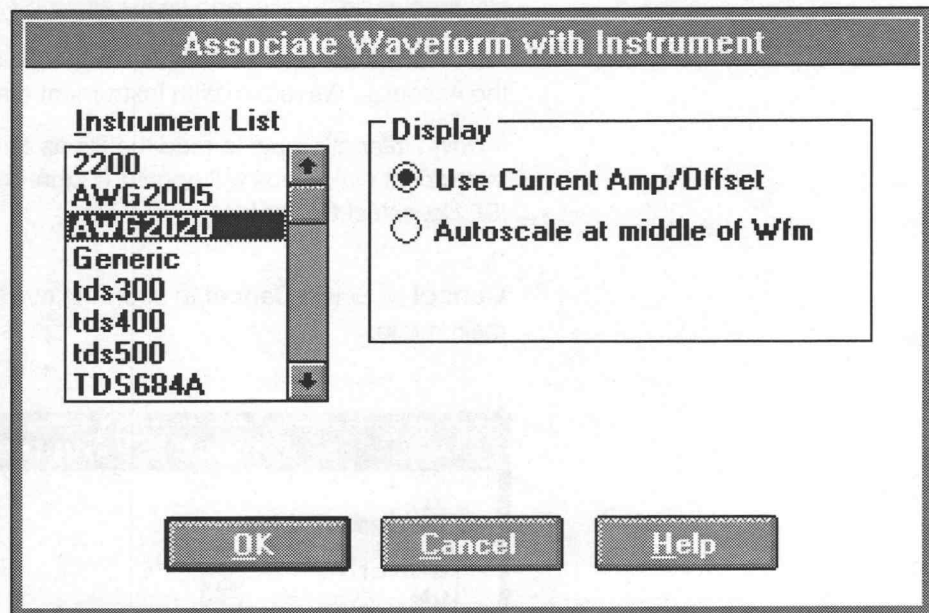 Associate Waveform with Instrument
Instrument List
2200
AWG2005
AWG2020
Generic
tds300
tds400
tds500
TDS684A
Display
Use Current Amp/Offset
Autoscale at middle of Wfm
OK
Cancel
Help